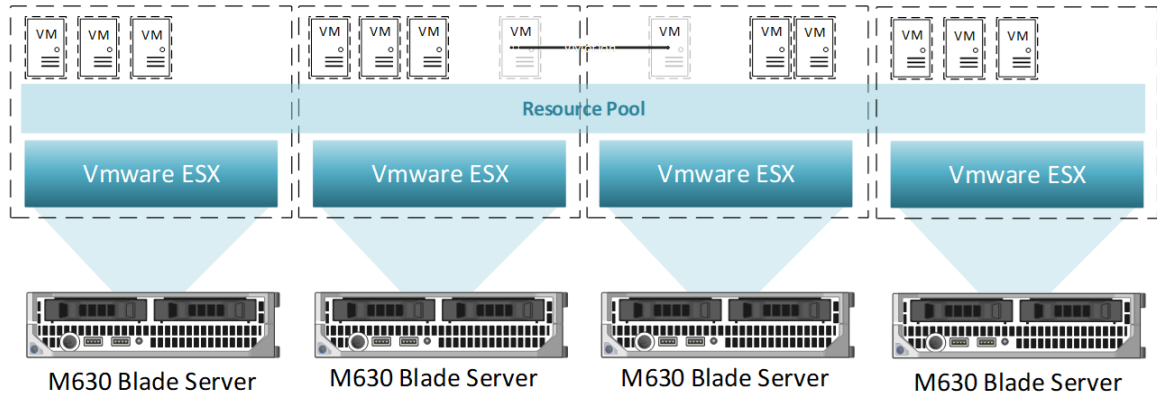 VM VM VM VM VM VM VM VM VM VM VM VM VM
vMotion
Resource Pool
Vmware ESX Vmware ESX Vmware ESX Vmware ESX
M630 Blade Server M630 Blade Server M630 Blade Server M630 Blade Server